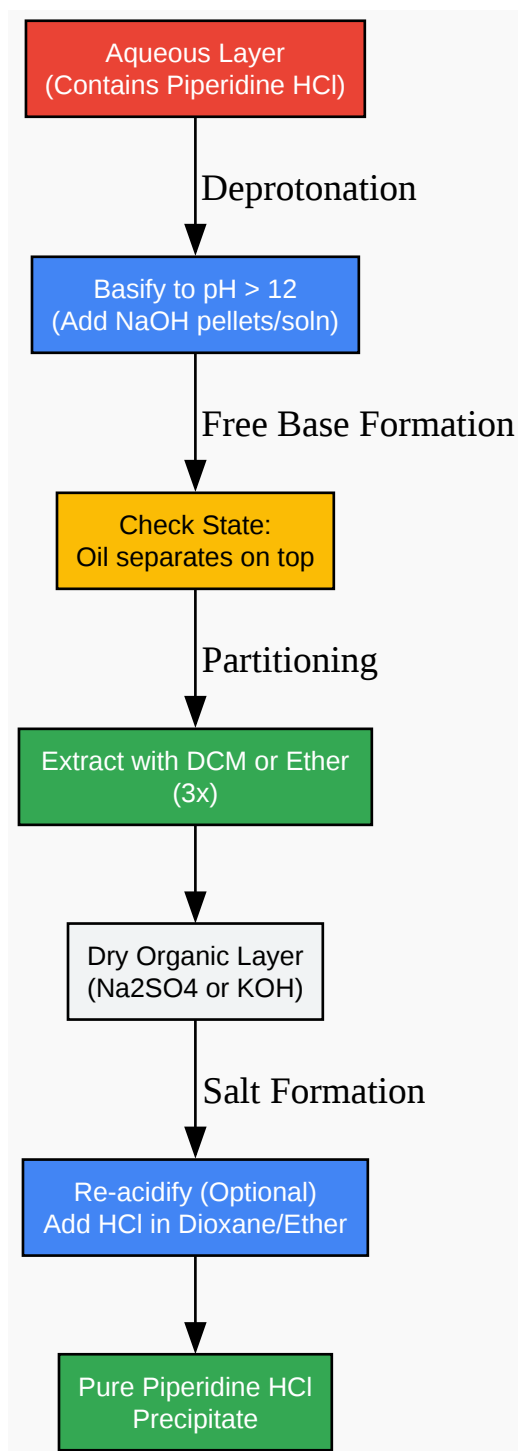 Aqueous Layer
(Contains Piperidine HCl)
Deprotonation
Basify to pH > 12
(Add NaOH pellets/soln)
Free Base Formation
Check State:
Oil separates on top
Partitioning
Extract with DCM or Ether
(3x)
Dry Organic Layer
(Na2SO4 or KOH)
Salt Formation
Re-acidify (Optional)
Add HCl in Dioxane/Ether
Pure Piperidine HCl
Precipitate